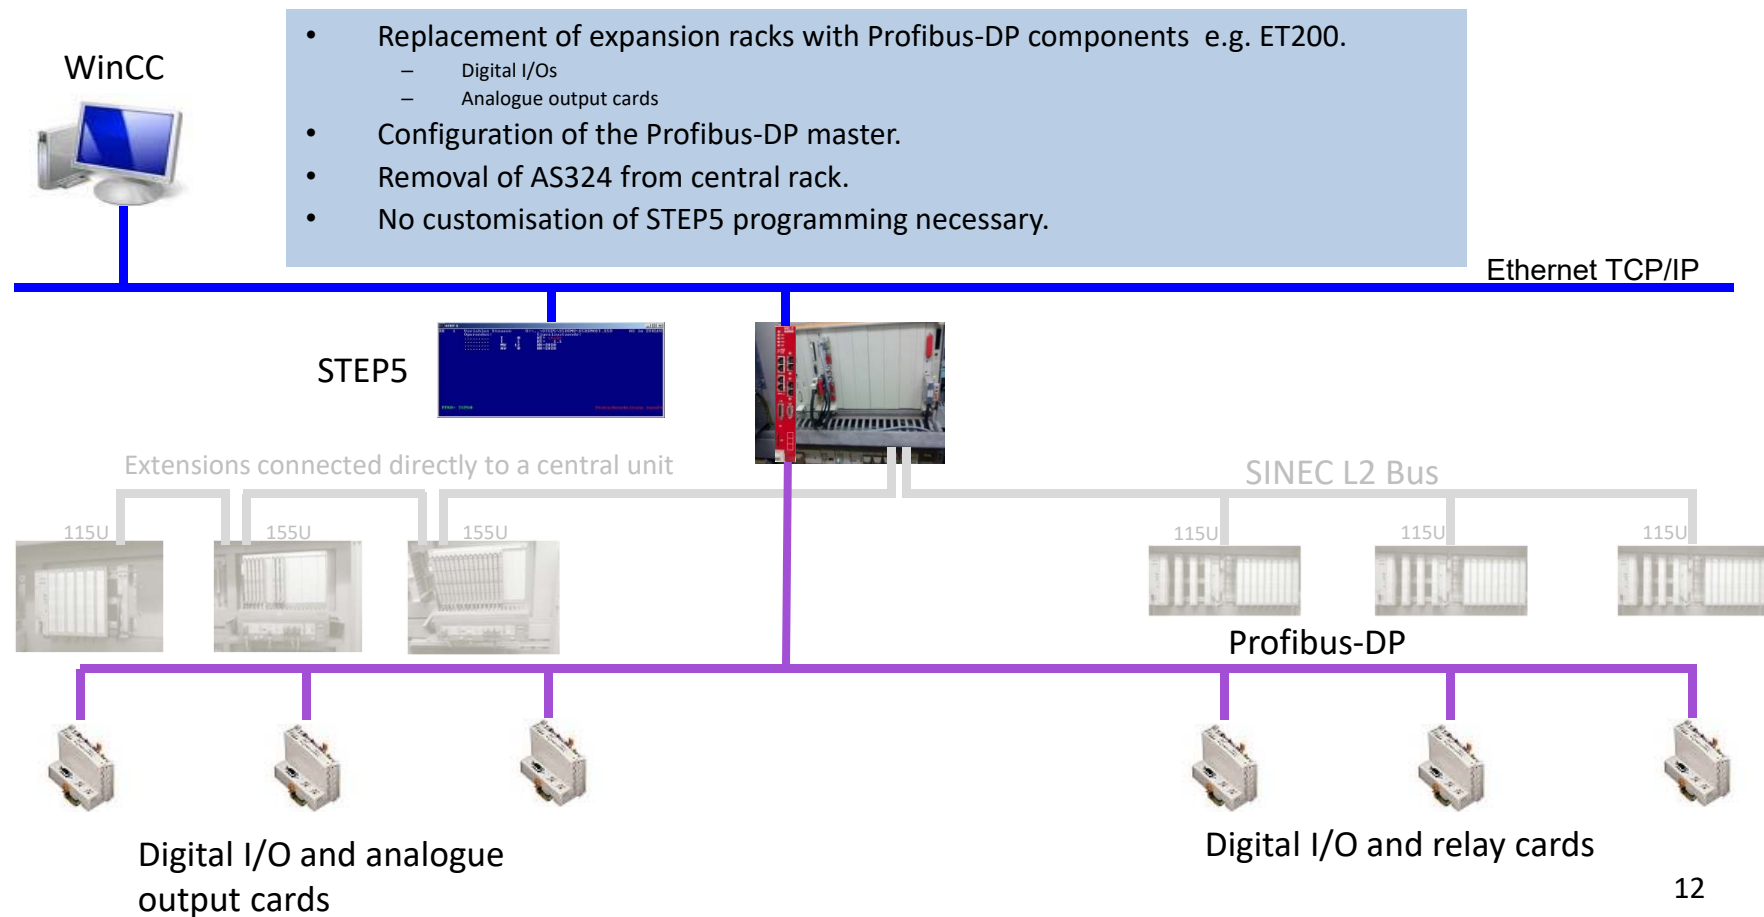 • Replacement of expansion racks with Profibus-DP components e.g. ET200.
– Digital I/Os
– Analogue output cards
• Configuration of the Profibus-DP master.
• Removal of AS324 from central rack.
• No customisation of STEP5 programming necessary.
WinCC
Ethernet TCP/IP
STEP5
Extensions connected directly to a central unit
SINEC L2 Bus
115U
155U
155U
115U
115U
115U
Profibus-DP
Digital I/O and analogue
output cards
Digital I/O and relay cards
12